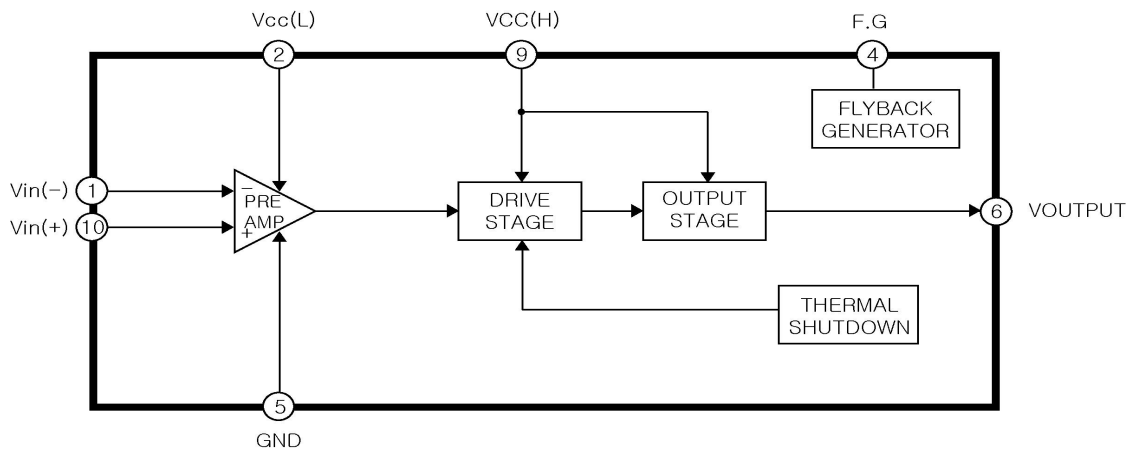 Vcc(L)
VCC(H)
F.G
2
9
4
FLYBACK
GENERATOR
Vin(-)
1
Vin(+)
10
−
PRE
AMP
+
DRIVE
STAGE
OUTPUT
STAGE
6
VOUTPUT
THERMAL
SHUTDOWN
5
GND